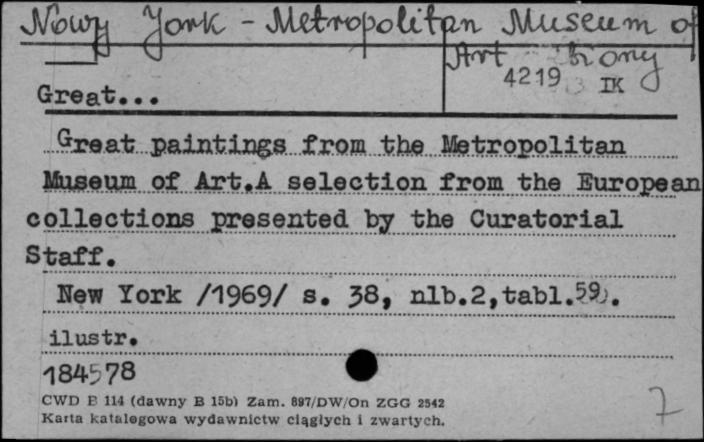 Nowy York - Metropolitan Museum of
Art
4219 IK
Great...
Great paintings from the Metropolitan
Museum of Art.A selection from the European
collections presented by the Curatorial
Staff.
New York /1969/ s. 38, nlb.2,tabl.59.
ilustr.
184578
CWD B 114 (dawny B 15b) Zam. 897/DW/On ZGG 2542
Karta katalogowa wydawnictw ciągłych i zwartych.
7